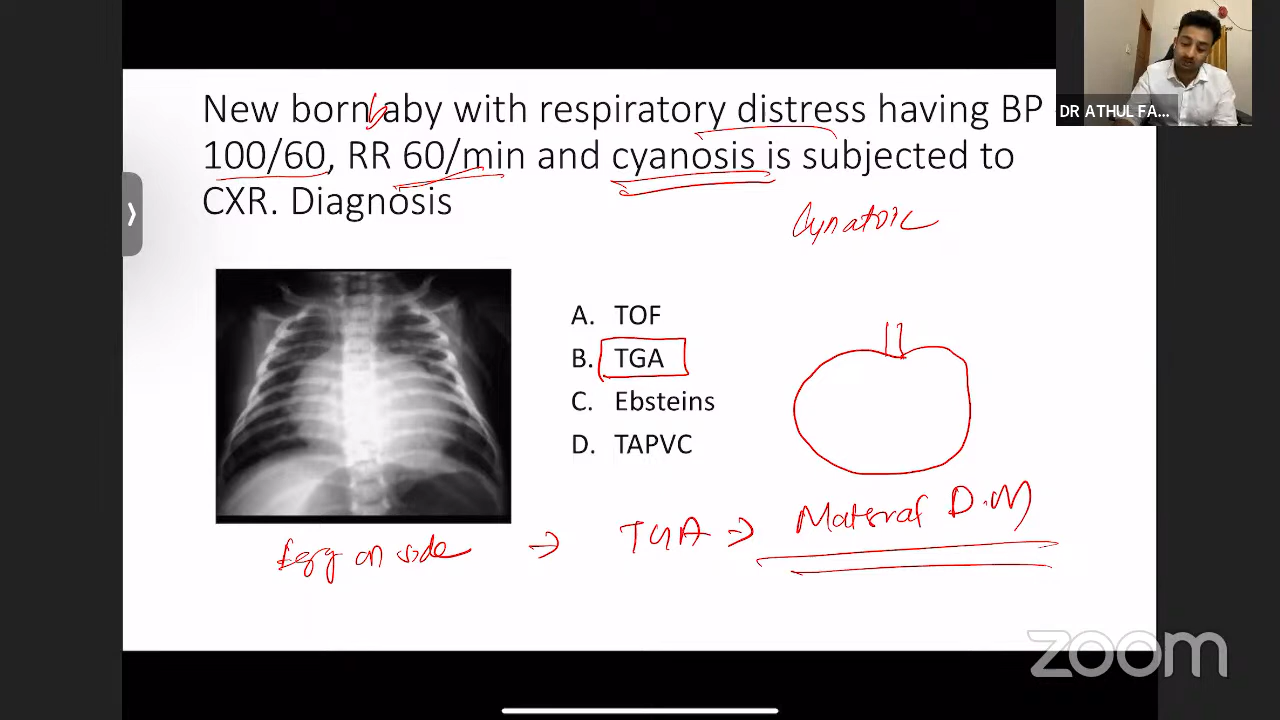 New born baby with respiratory distress having BP
100/60, RR 60/min and cyanosis is subjected to
CXR. Diagnosis
Cynatoic
A. TOF
B. TGA
C. Ebsteins
D. TAPVC
Egg on side → TGA ⇒ Maternal D.M
DR ATHUL FA...
zoom